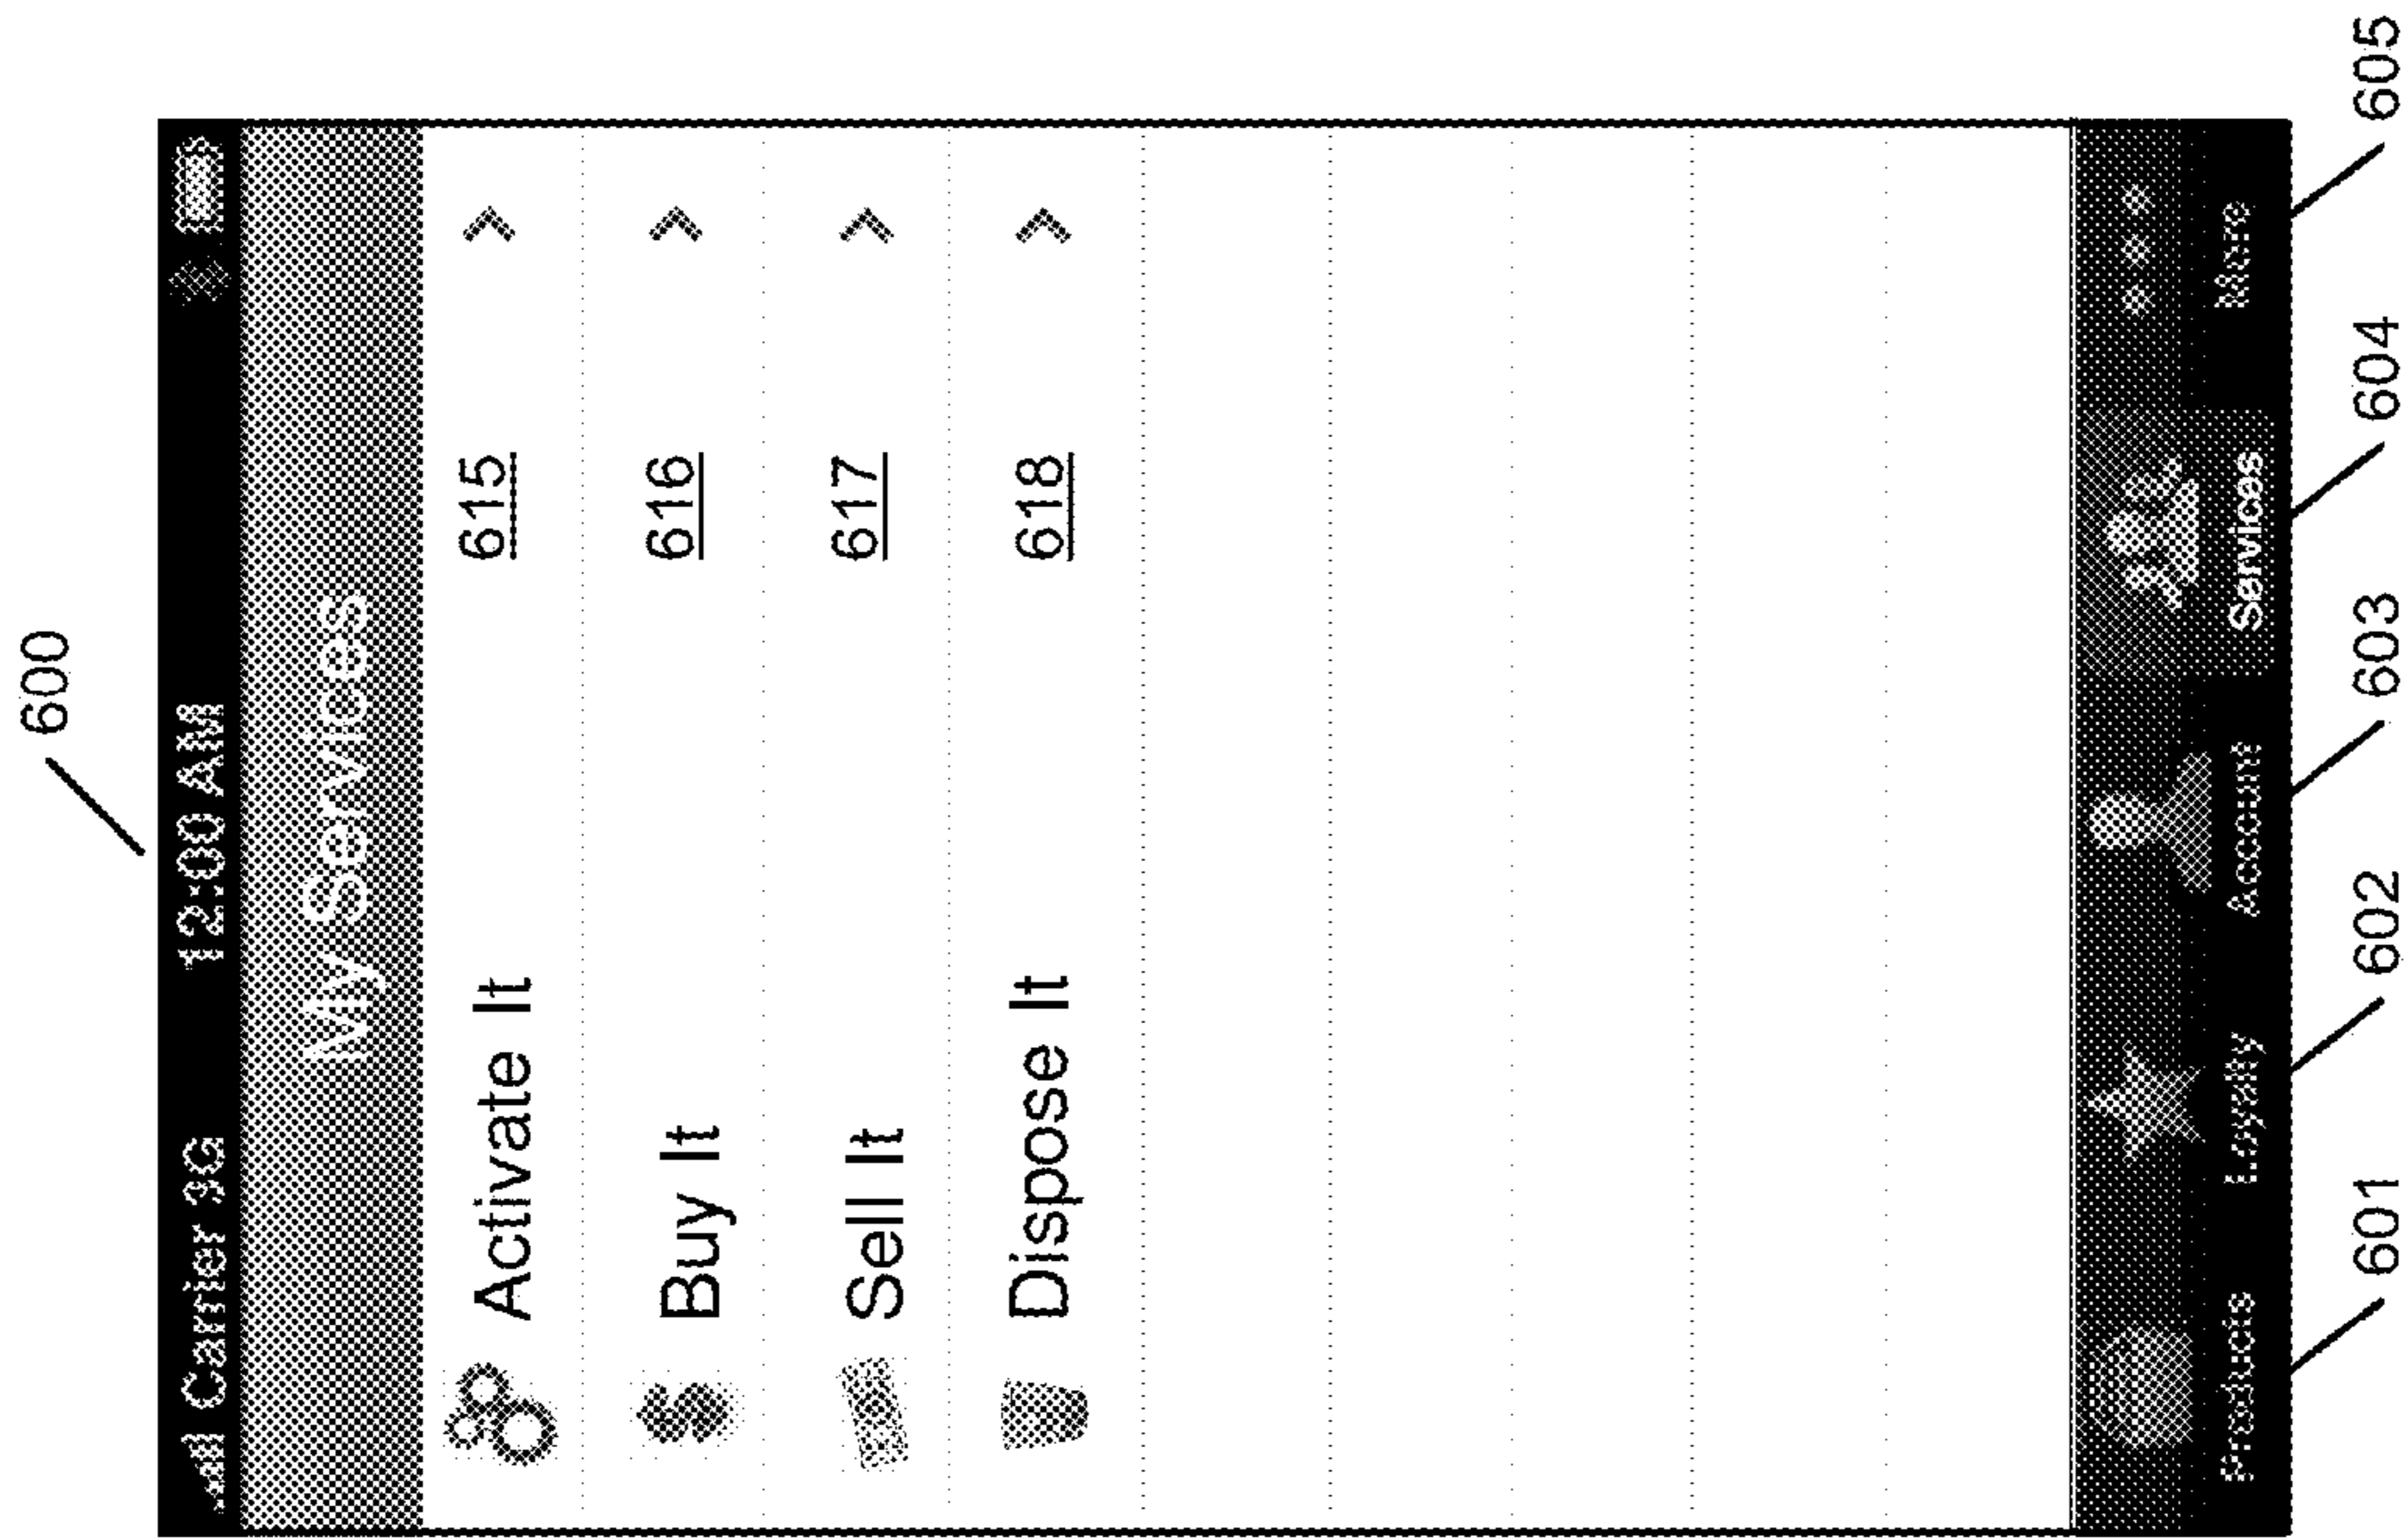 600
Carrier 3G 12:00 AM
My Services
Activate It 615
Buy It 616
Sell It 617
Dispose It 618
Products Loyalty Account Services More
601 602 603 604 605